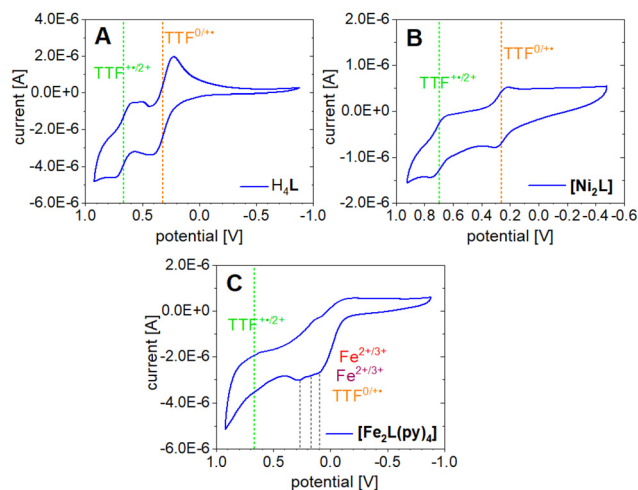 A
4.0E-6
2.0E-6
0.0E+0
-2.0E-6
-4.0E-6
-6.0E-6
current [A]
TTF+•/2+
TTF0/+•
H4L
1.0 0.5 0.0 -0.5 -1.0
potential [V]
B
2.0E-6
1.0E-6
0.0E+0
-1.0E-6
-2.0E-6
current [A]
TTF+•/2+
TTF0/+•
[Ni2L]
1.0 0.8 0.6 0.4 0.2 0.0 -0.2 -0.4 -0.6
potential [V]
C
2.0E-6
0.0E+0
-2.0E-6
-4.0E-6
-6.0E-6
current [A]
TTF+•/2+
Fe2+/3+
Fe2+/3+
TTF0/+•
[Fe2L(py)4]
1.0 0.5 0.0 -0.5 -1.0
potential [V]